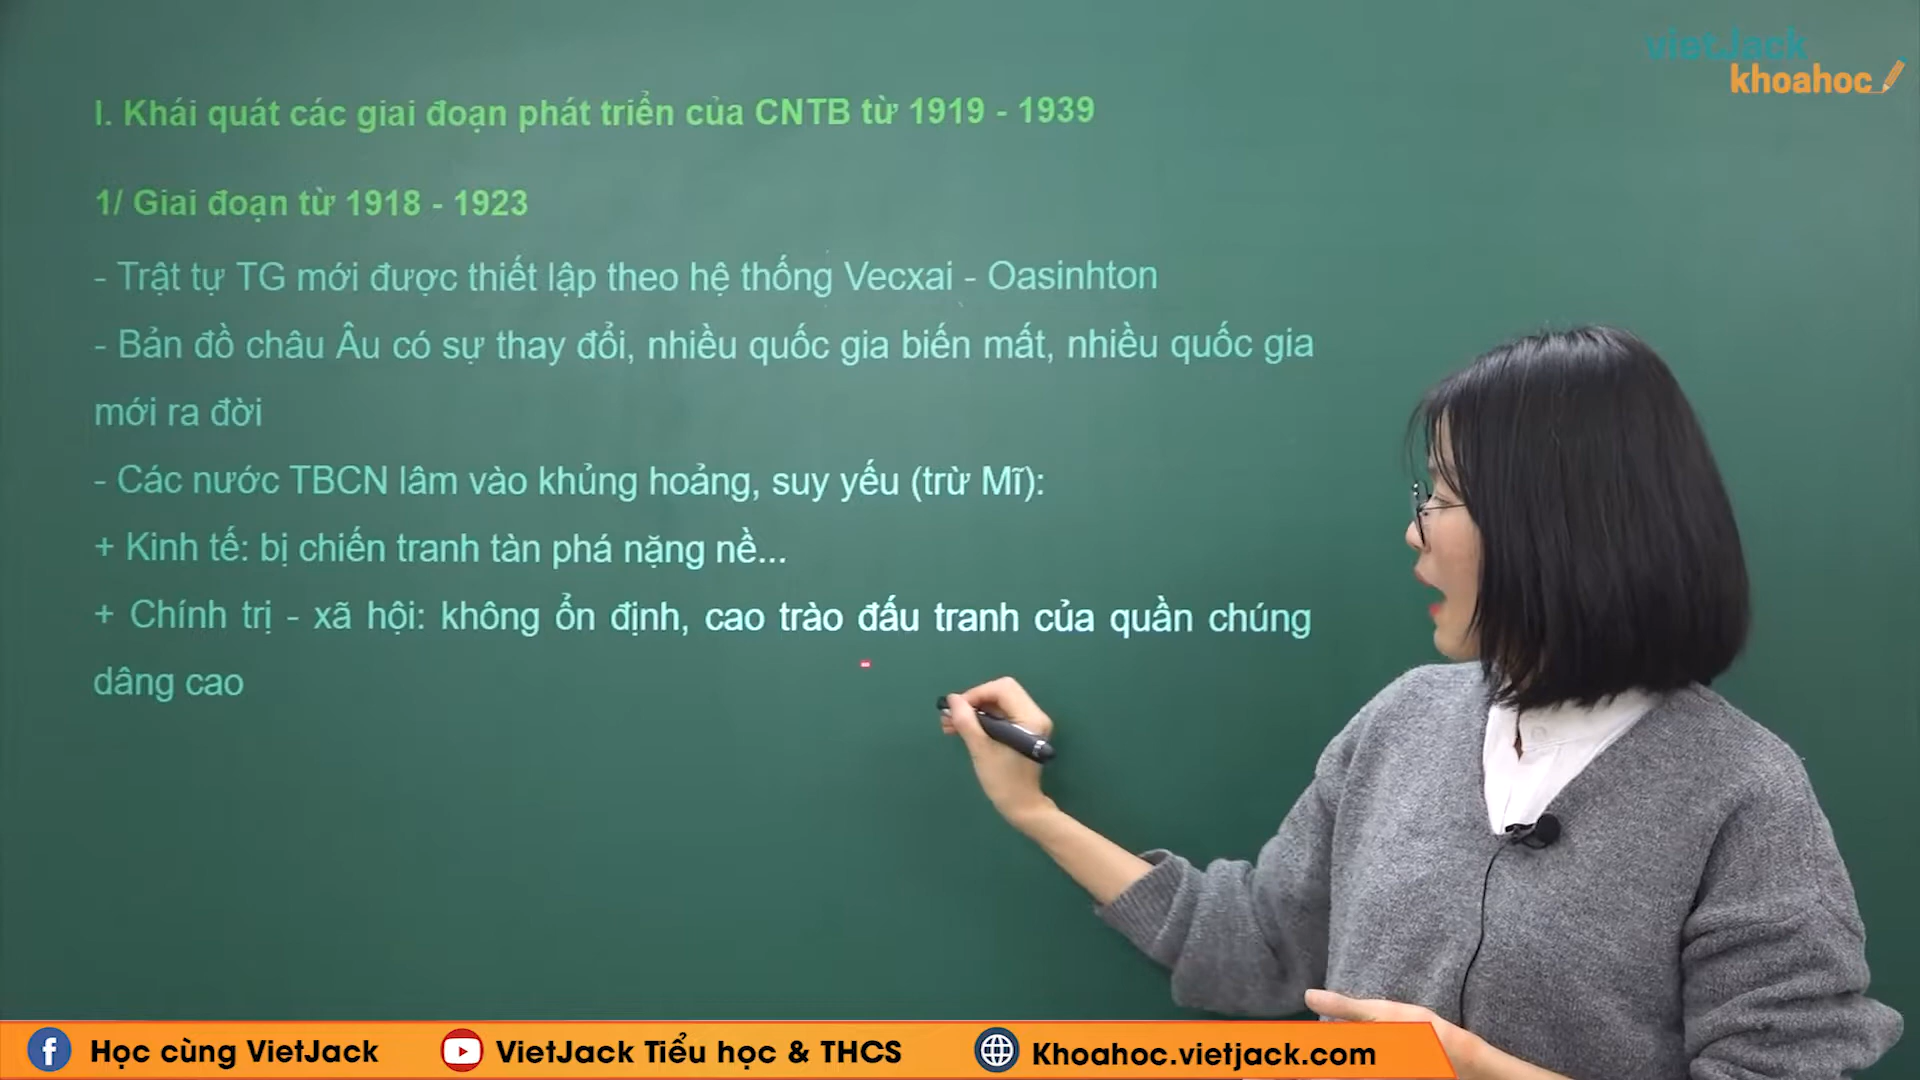 vietJack
khoahoc
I. Khái quát các giai đoạn phát triển của CNTB từ 1919 - 1939
1/ Giai đoạn từ 1918 - 1923
- Trật tự TG mới được thiết lập theo hệ thống Vecxai - Oasinhton
- Bản đồ châu Âu có sự thay đổi, nhiều quốc gia biến mất, nhiều quốc gia
mới ra đời
- Các nước TBCN lâm vào khủng hoảng, suy yếu (trừ Mĩ):
+ Kinh tế: bị chiến tranh tàn phá nặng nề...
+ Chính trị - xã hội: không ổn định, cao trào đấu tranh của quần chúng
dâng cao
Học cùng VietJack
VietJack Tiểu học & THCS
Khoahoc.vietjack.com